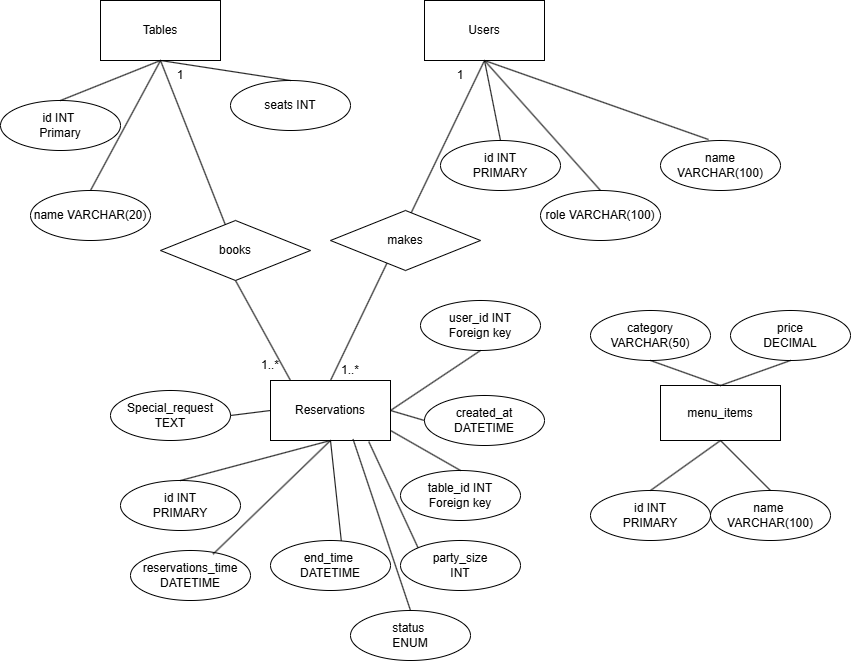 Tables
Users
1
1
seats INT
id INT
Primary
name
VARCHAR(100)
id INT
PRIMARY
name VARCHAR(20)
role VARCHAR(100)
books
makes
user_id INT
Foreign key
category
VARCHAR(50)
price
DECIMAL
1..*
1..*
Special_request
TEXT
Reservations
created_at
DATETIME
menu_items
id INT
PRIMARY
table_id INT
Foreign key
id INT
PRIMARY
name
VARCHAR(100)
reservations_time
DATETIME
end_time
DATETIME
party_size
INT
status
ENUM